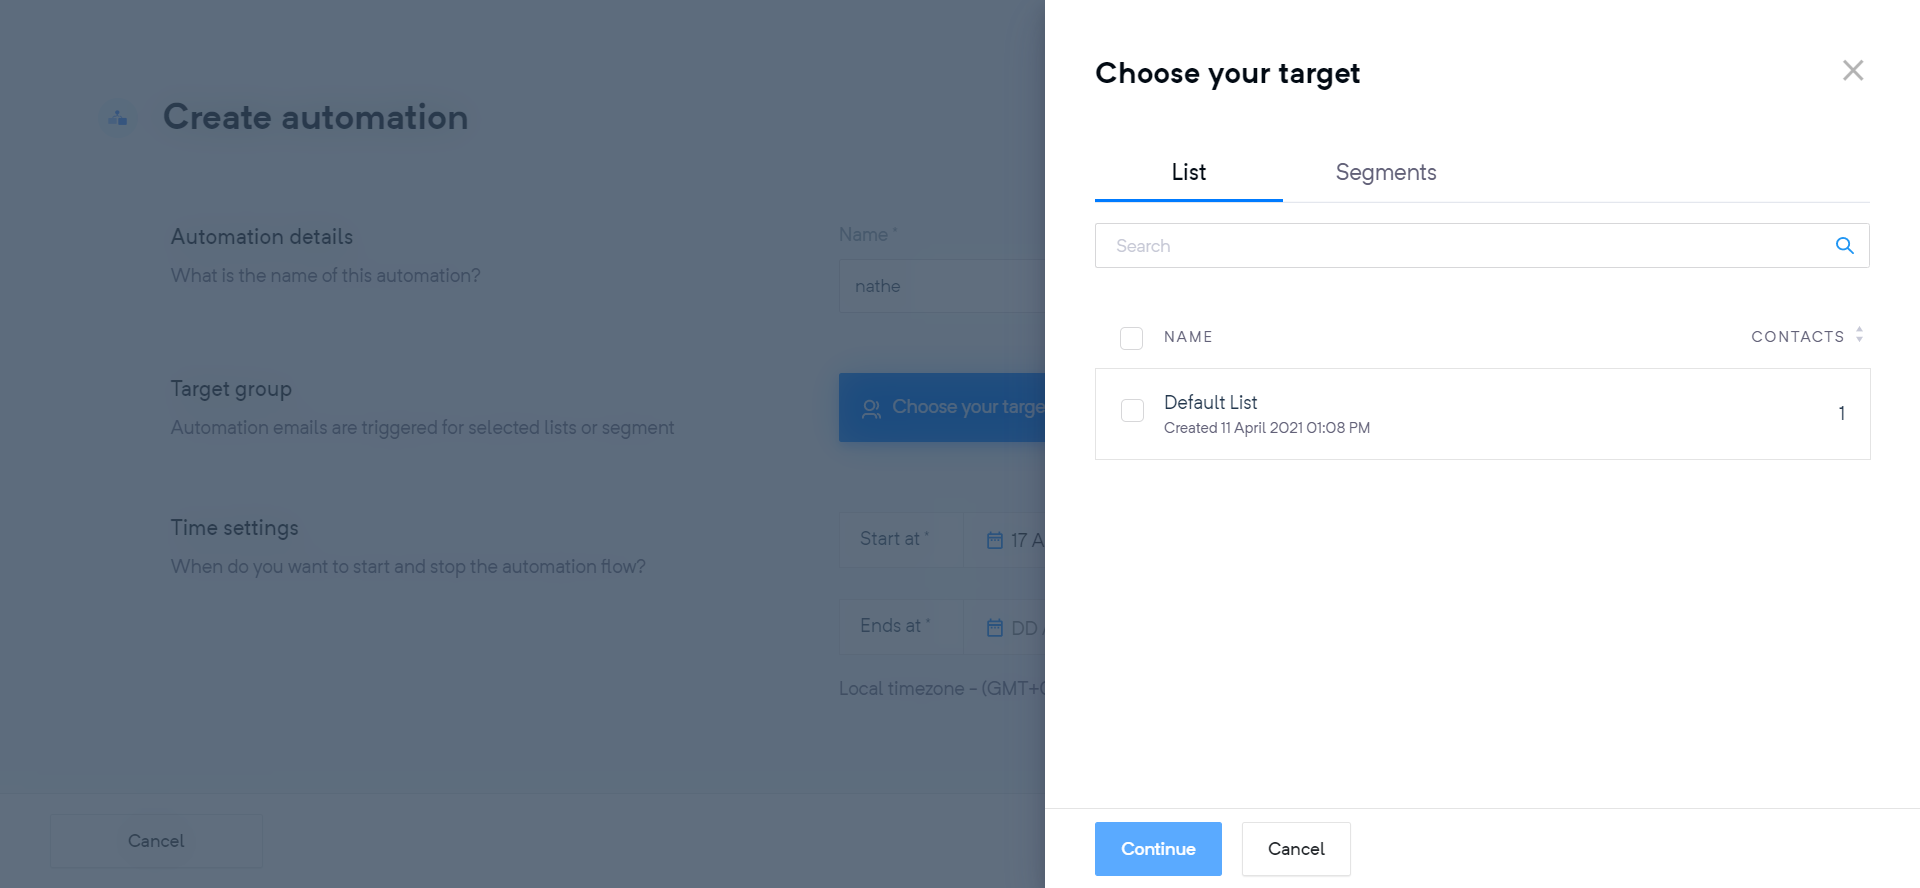 Create automation
Automation details
What is the name of this automation?
Name *
nathe
Target group
Automation emails are triggered for selected lists or segment
Choose your targe
Time settings
When do you want to start and stop the automation flow?
Start at *
17 A
Ends at *
DD
Local timezone - (GMT+
Cancel
Choose your target
List
Segments
Search
NAME
CONTACTS
Default List
1
Created 11 April 2021 01:08 PM
Continue
Cancel